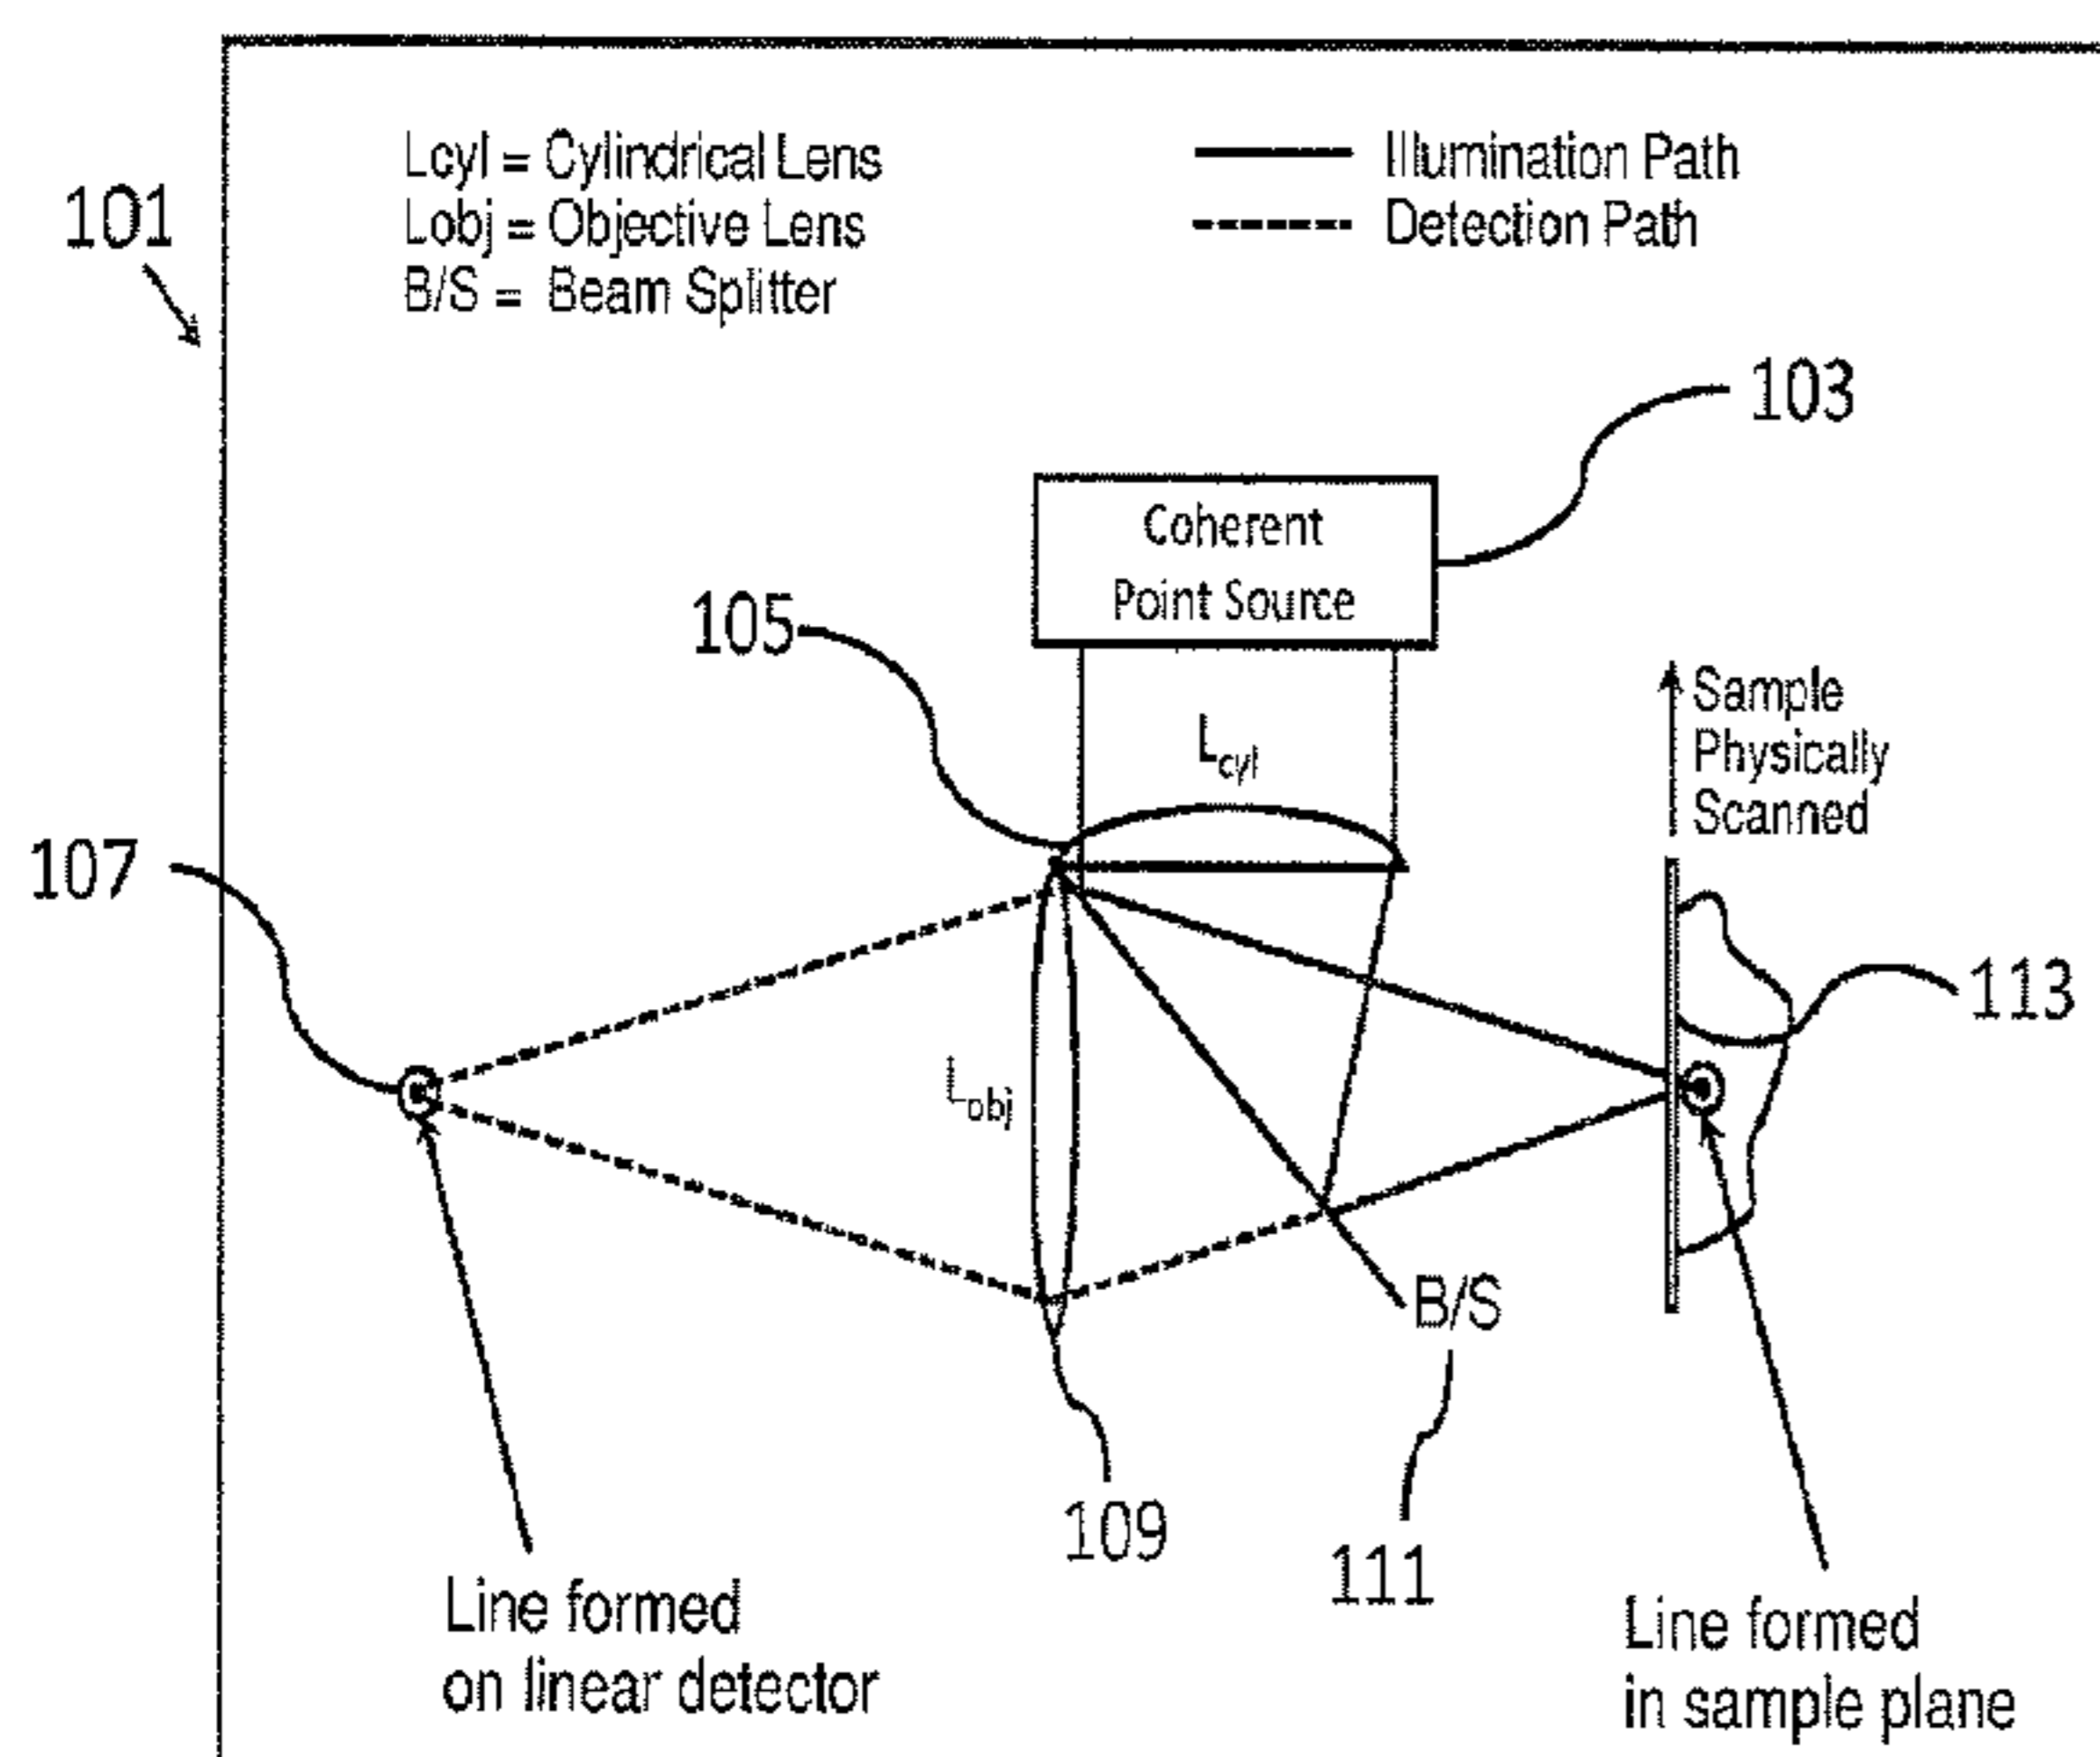 Lcyl = Cylindrical Lens
Lobj = Objective Lens
B/S = Beam Splitter
Illumination Path
Detection Path
101
103
Coherent
Point Source
105
Lcyl
Sample
Physically
Scanned
107
113
Lobj
B/S
109
111
Line formed
on linear detector
Line formed
in sample plane